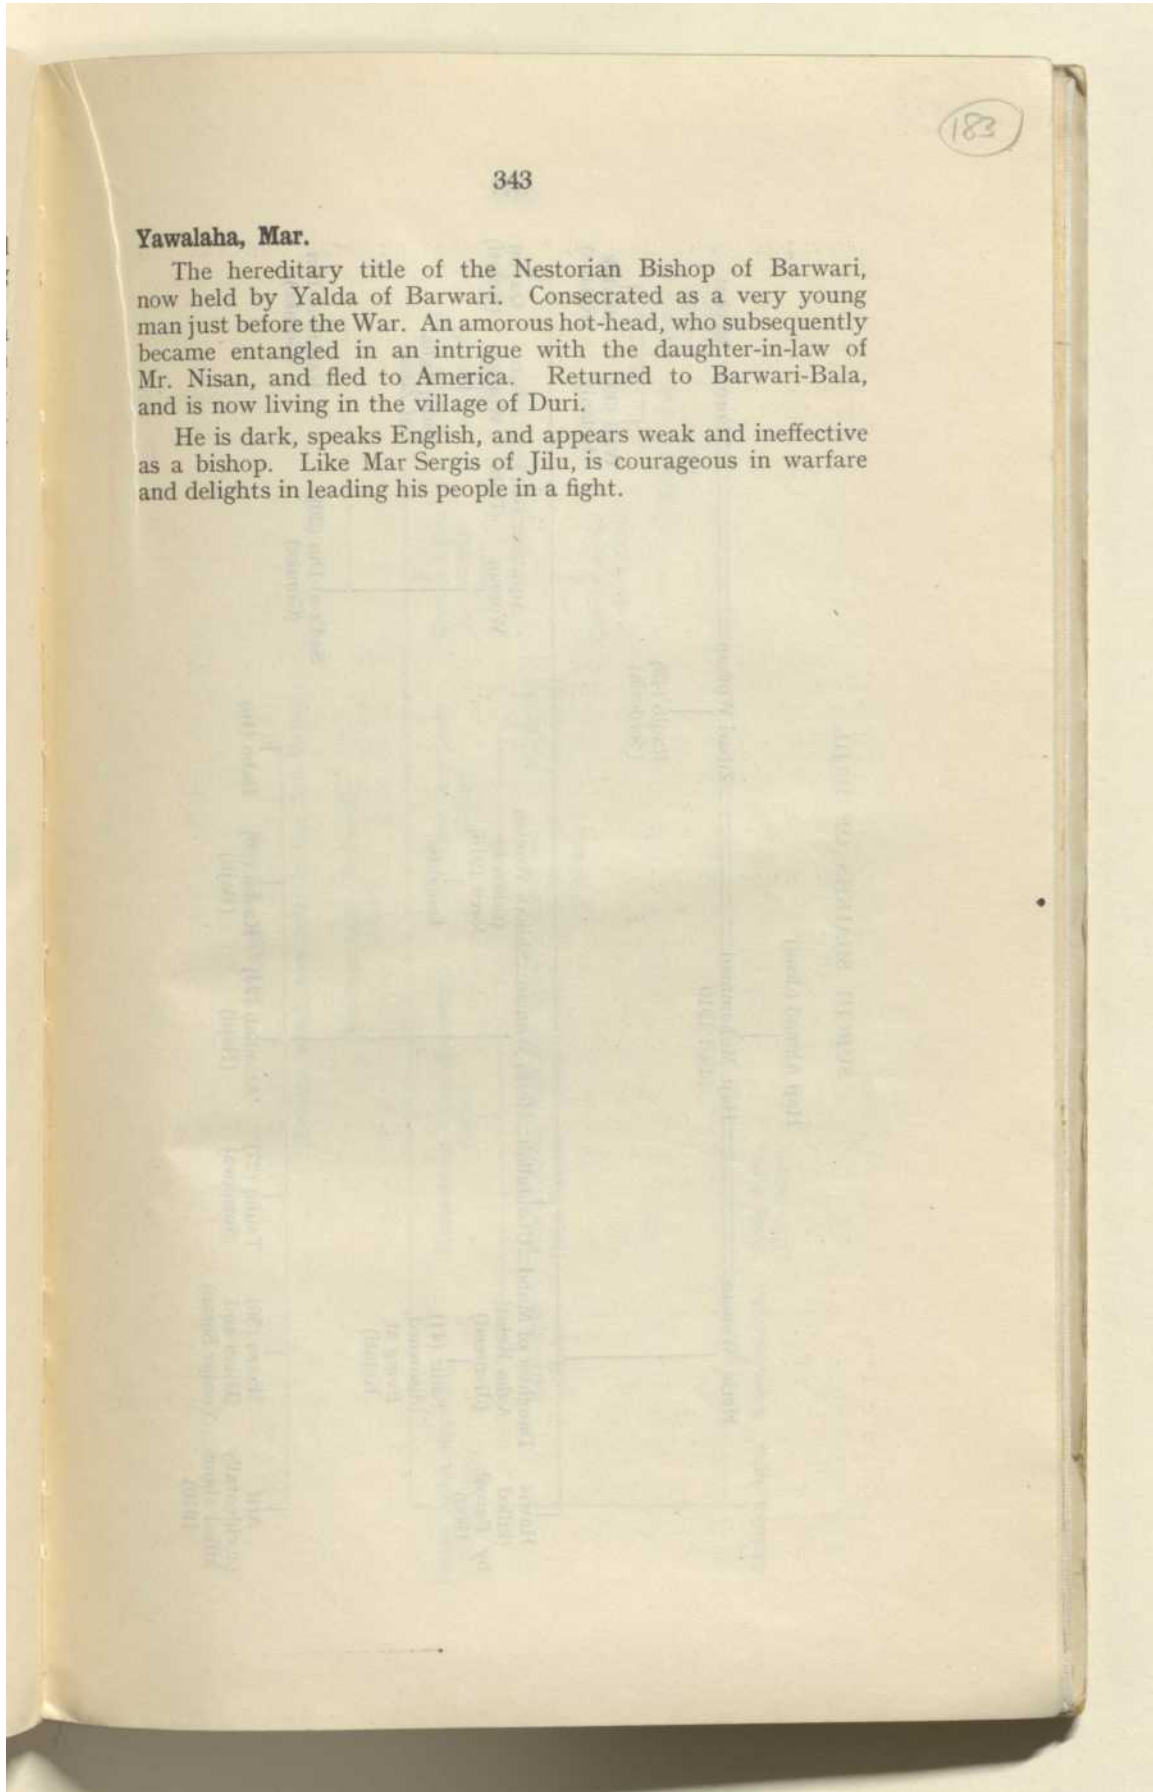 183
343
Yawalaha, Mar.
The hereditary title of the Nestorian Bishop of Barwari,
now held by Yalda of Barwari. Consecrated as a very young
man just before the War. An amorous hot-head, who subsequently
became entangled in an intrigue with the daughter-in-law of
Mr. Nisan, and fled to America. Returned to Barwari-Bala,
and is now living in the village of Duri.
He is dark, speaks English, and appears weak and ineffective
as a bishop. Like Mar Sergis of Jilu, is courageous in warfare
and delights in leading his people in a fight.